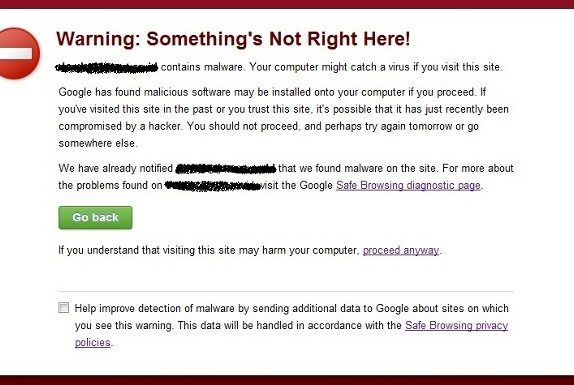 Warning: Something's Not Right Here!
contains malware. Your computer might catch a virus if you visit this site.
Google has found malicious software may be installed onto your computer if you proceed. If
you've visited this site in the past or you trust this site, it's possible that it has just recently been
compromised by a hacker. You should not proceed, and perhaps try again tomorrow or go
somewhere else.
We have already notified that we found malware on the site. For more about
the problems found on visit the Google Safe Browsing diagnostic page.
Go back
If you understand that visiting this site may harm your computer, proceed anyway.
Help improve detection of malware by sending additional data to Google about sites on which
you see this warning. This data will be handled in accordance with the Safe Browsing privacy
policies.